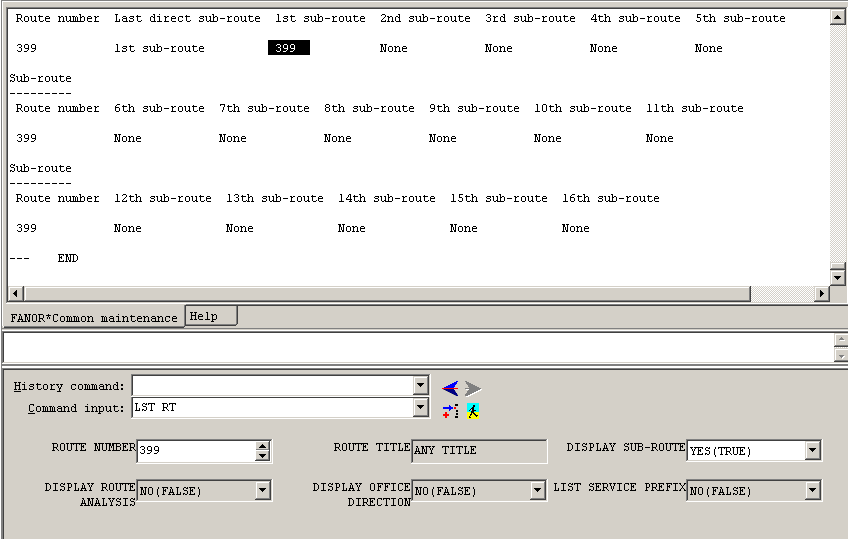 Route number  Last direct sub-route  1st sub-route  2nd sub-route  3rd sub-route  4th sub-route  5th sub-route
399  1st sub-route  399  None  None  None  None
Sub-route
---------
Route number  6th sub-route  7th sub-route  8th sub-route  9th sub-route  10th sub-route  11th sub-route
399  None  None  None  None  None  None
Sub-route
---------
Route number  12th sub-route  13th sub-route  14th sub-route  15th sub-route  16th sub-route
399  None  None  None  None  None
---    END
FANOR*Common maintenance  Help
History command:
Command input: LST RT
ROUTE NUMBER 399  ROUTE TITLE ANY TITLE  DISPLAY SUB-ROUTE YES(TRUE)
DISPLAY ROUTE ANALYSIS NO(FALSE)  DISPLAY OFFICE DIRECTION NO(FALSE)  LIST SERVICE PREFIX NO(FALSE)